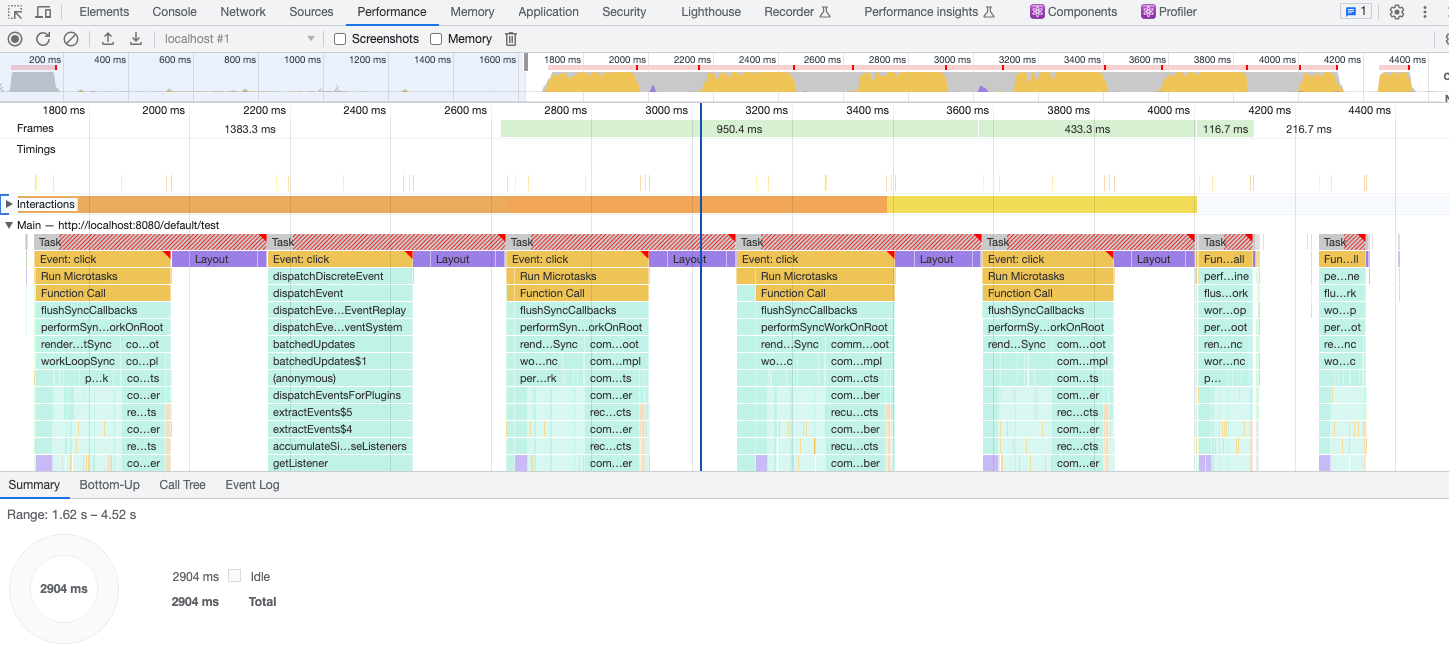 Elements Console Network Sources Performance Memory Application Security Lighthouse Recorder Performance insights Components Profiler 1
localhost #1 Screenshots Memory
200 ms 400 ms 600 ms 800 ms 1000 ms 1200 ms 1400 ms 1600 ms 1800 ms 2000 ms 2200 ms 2400 ms 2600 ms 2800 ms 3000 ms 3200 ms 3400 ms 3600 ms 3800 ms 4000 ms 4200 ms 4400 ms
1800 ms 2000 ms 2200 ms 2400 ms 2600 ms 2800 ms 3000 ms 3200 ms 3400 ms 3600 ms 3800 ms 4000 ms 4200 ms 4400 ms
Frames 1383.3 ms 950.4 ms 433.3 ms 116.7 ms 216.7 ms
Timings
Interactions
Main — http://localhost:8080/default/test
Task Task Task Task Task Task Task
Event: click Layout Event: click Layout Event: click Layout Event: click Layout Event: click Layout Fun...all Fun...ll
Run Microtasks dispatchDiscreteEvent Run Microtasks Run Microtasks Run Microtasks perf...ine pe...ne
Function Call dispatchEvent Function Call Function Call Function Call flus...ork flu...rk
flushSyncCallbacks dispatchEve...EventReplay flushSyncCallbacks flushSyncCallbacks flushSyncCallbacks wor...op wo...p
performSyn...orkOnRoot dispatchEve...ventSystem performSyn...orkOnRoot performSyncWorkOnRoot performSy...orkOnRoot per...oot per...ot
render...tSync co...ot batchedUpdates rend...Sync com...oot rend...Sync comm...oot rend...Sync com...oot ren...nc re...nc
workLoopSync co...pl batchedUpdates$1 wo...nc com...mpl wo...c com...mpl com...mpl wor...nc wo...c
p...k co...ts (anonymous) per...rk com...ts com...cts com...ts p...
co...er dispatchEventsForPlugins com...er com...ber com...er
re...ts extractEvents$5 rec...cts recu...cts rec...cts
co...er extractEvents$4 com...er com...ber com...er
re...ts accumulateSi...seListeners rec...cts recu...cts rec...cts
co...er getListener com...er com...ber com...er
Summary Bottom-Up Call Tree Event Log
Range: 1.62 s – 4.52 s
2904 ms Idle
2904 ms
2904 ms Total